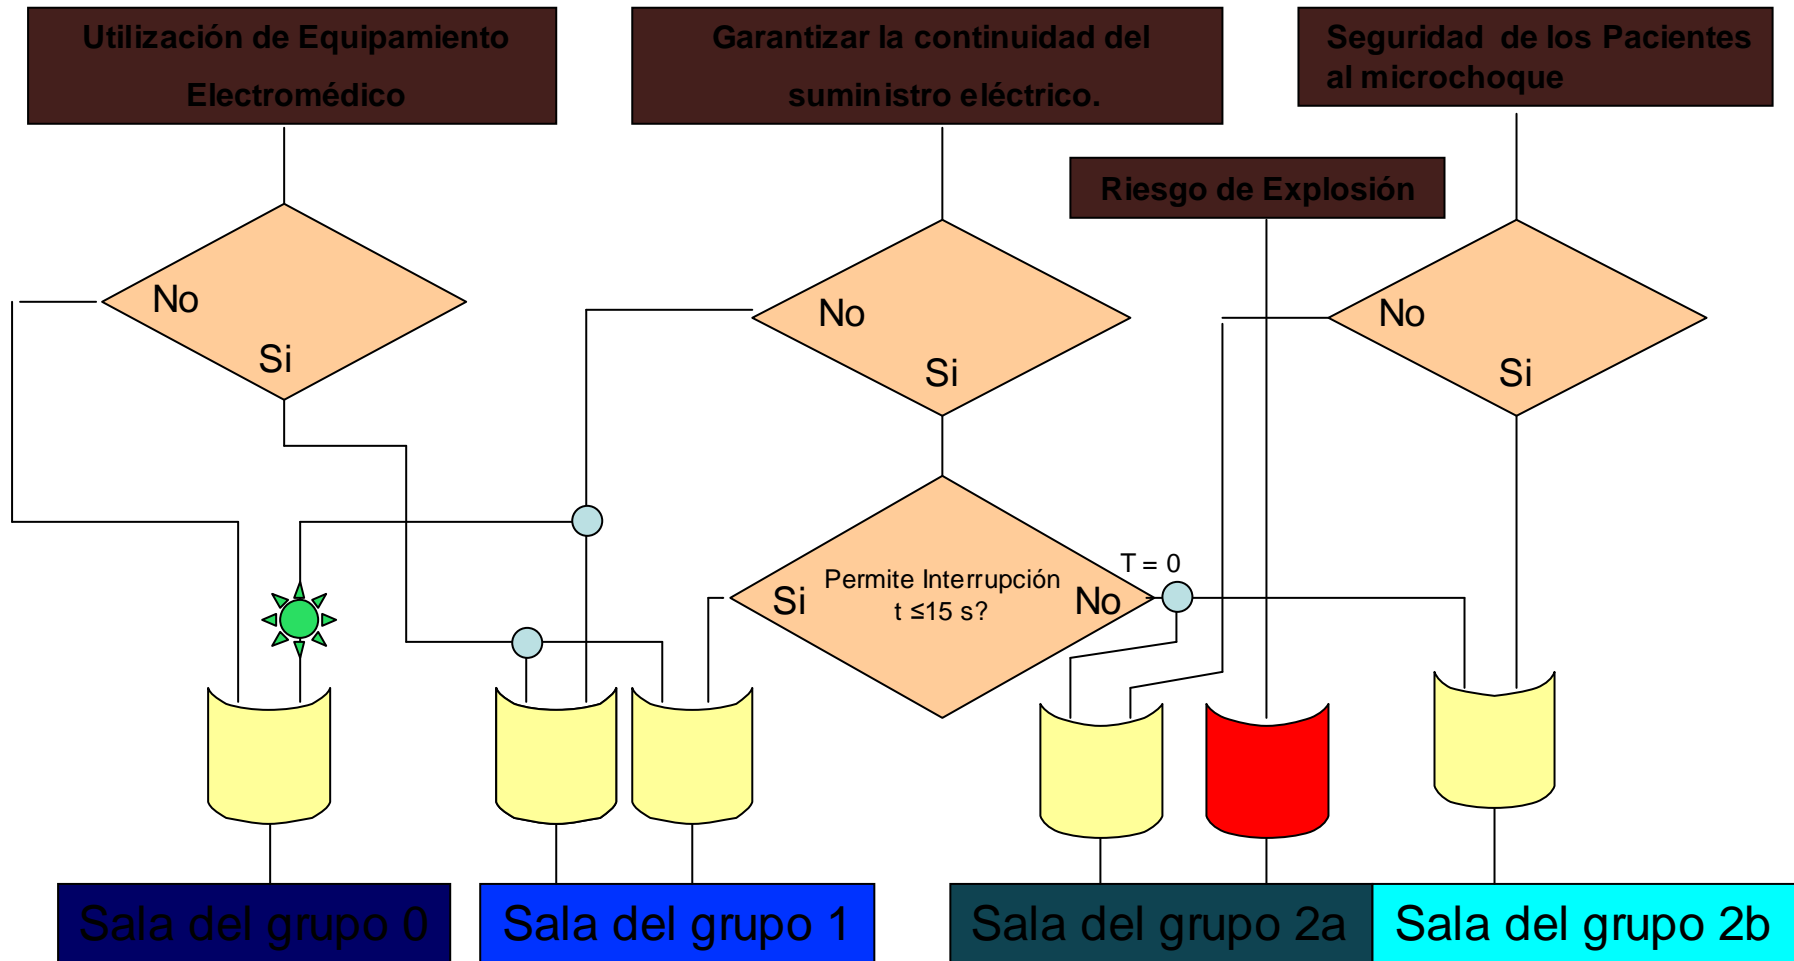 Utilización de Equipamiento
Electromédico
Garantizar la continuidad del
suministro eléctrico.
Seguridad de los Pacientes
al microchoque
Riesgo de Explosión
No
Si
No
Si
No
Si
Permite Interrupción
t ≤15 s?
Si
No
T = 0
Sala del grupo 0
Sala del grupo 1
Sala del grupo 2a
Sala del grupo 2b